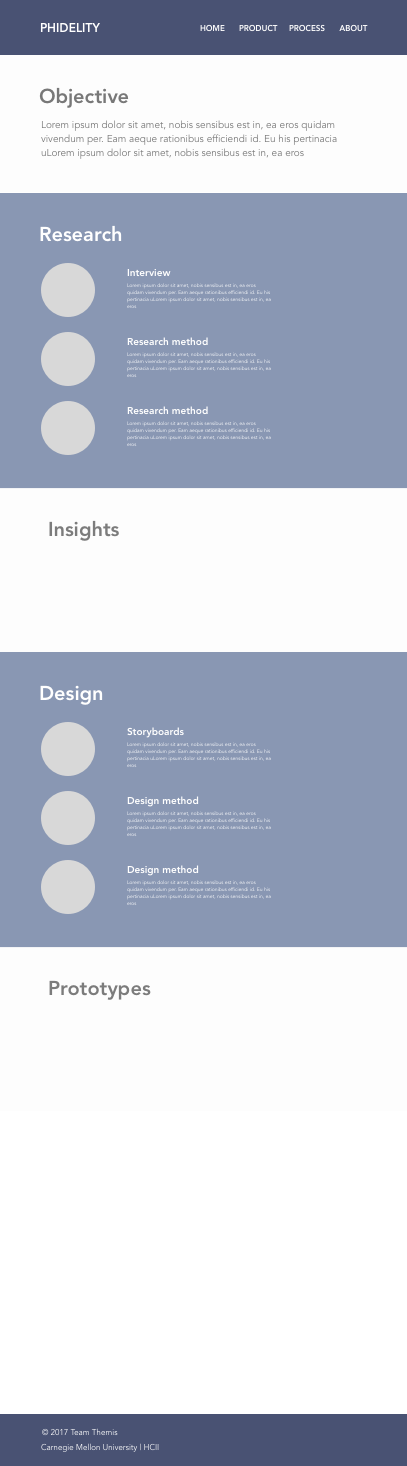 PHIDELITY HOME PRODUCT PROCESS ABOUT
Objective
Lorem ipsum dolor sit amet, nobis sensibus est in, ea eros quidam
vivendum per. Eam aeque rationibus efficiendi id. Eu his pertinacia
uLorem ipsum dolor sit amet, nobis sensibus est in, ea eros
Research
Interview
Lorem ipsum dolor sit amet, nobis sensibus est in, ea eros
quidam vivendum per. Eam aeque rationibus efficiendi id. Eu his
pertinacia uLorem ipsum dolor sit amet, nobis sensibus est in, ea
eros
Research method
Lorem ipsum dolor sit amet, nobis sensibus est in, ea eros
quidam vivendum per. Eam aeque rationibus efficiendi id. Eu his
pertinacia uLorem ipsum dolor sit amet, nobis sensibus est in, ea
eros
Research method
Lorem ipsum dolor sit amet, nobis sensibus est in, ea eros
quidam vivendum per. Eam aeque rationibus efficiendi id. Eu his
pertinacia uLorem ipsum dolor sit amet, nobis sensibus est in, ea
eros
Insights
Design
Storyboards
Lorem ipsum dolor sit amet, nobis sensibus est in, ea eros
quidam vivendum per. Eam aeque rationibus efficiendi id. Eu his
pertinacia uLorem ipsum dolor sit amet, nobis sensibus est in, ea
eros
Design method
Lorem ipsum dolor sit amet, nobis sensibus est in, ea eros
quidam vivendum per. Eam aeque rationibus efficiendi id. Eu his
pertinacia uLorem ipsum dolor sit amet, nobis sensibus est in, ea
eros
Design method
Lorem ipsum dolor sit amet, nobis sensibus est in, ea eros
quidam vivendum per. Eam aeque rationibus efficiendi id. Eu his
pertinacia uLorem ipsum dolor sit amet, nobis sensibus est in, ea
eros
Prototypes
© 2017 Team Themis
Carnegie Mellon University | HCII